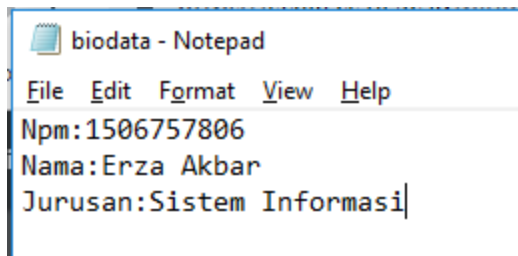 biodata - Notepad
File Edit Format View Help
Npm:1506757806
Nama:Erza Akbar
Jurusan:Sistem Informasi